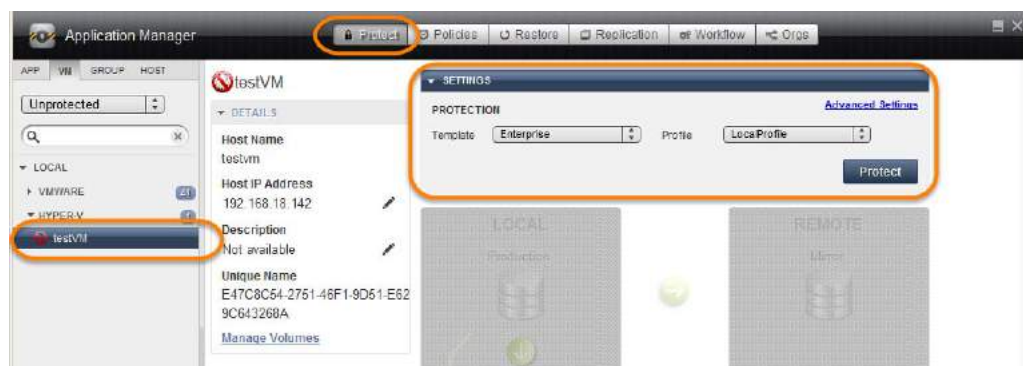 Application Manager
Protect
Policies
Restore
Replication
Workflow
Orgs
APP VM GROUP HOST
Unprotected
LOCAL
VMWARE
HYPER-V
testVM
testVM
DETAILS
Host Name
testvm
Host IP Address
192.168.18.142
Description
Not available
Unique Name
E47C8C54-2751-46F1-9D51-E62
9C643268A
Manage Volumes
SETTINGS
PROTECTION
Advanced Settings
Template Enterprise Profile LocalProfile
Protect
LOCAL
Production
REMOTE
Mirror